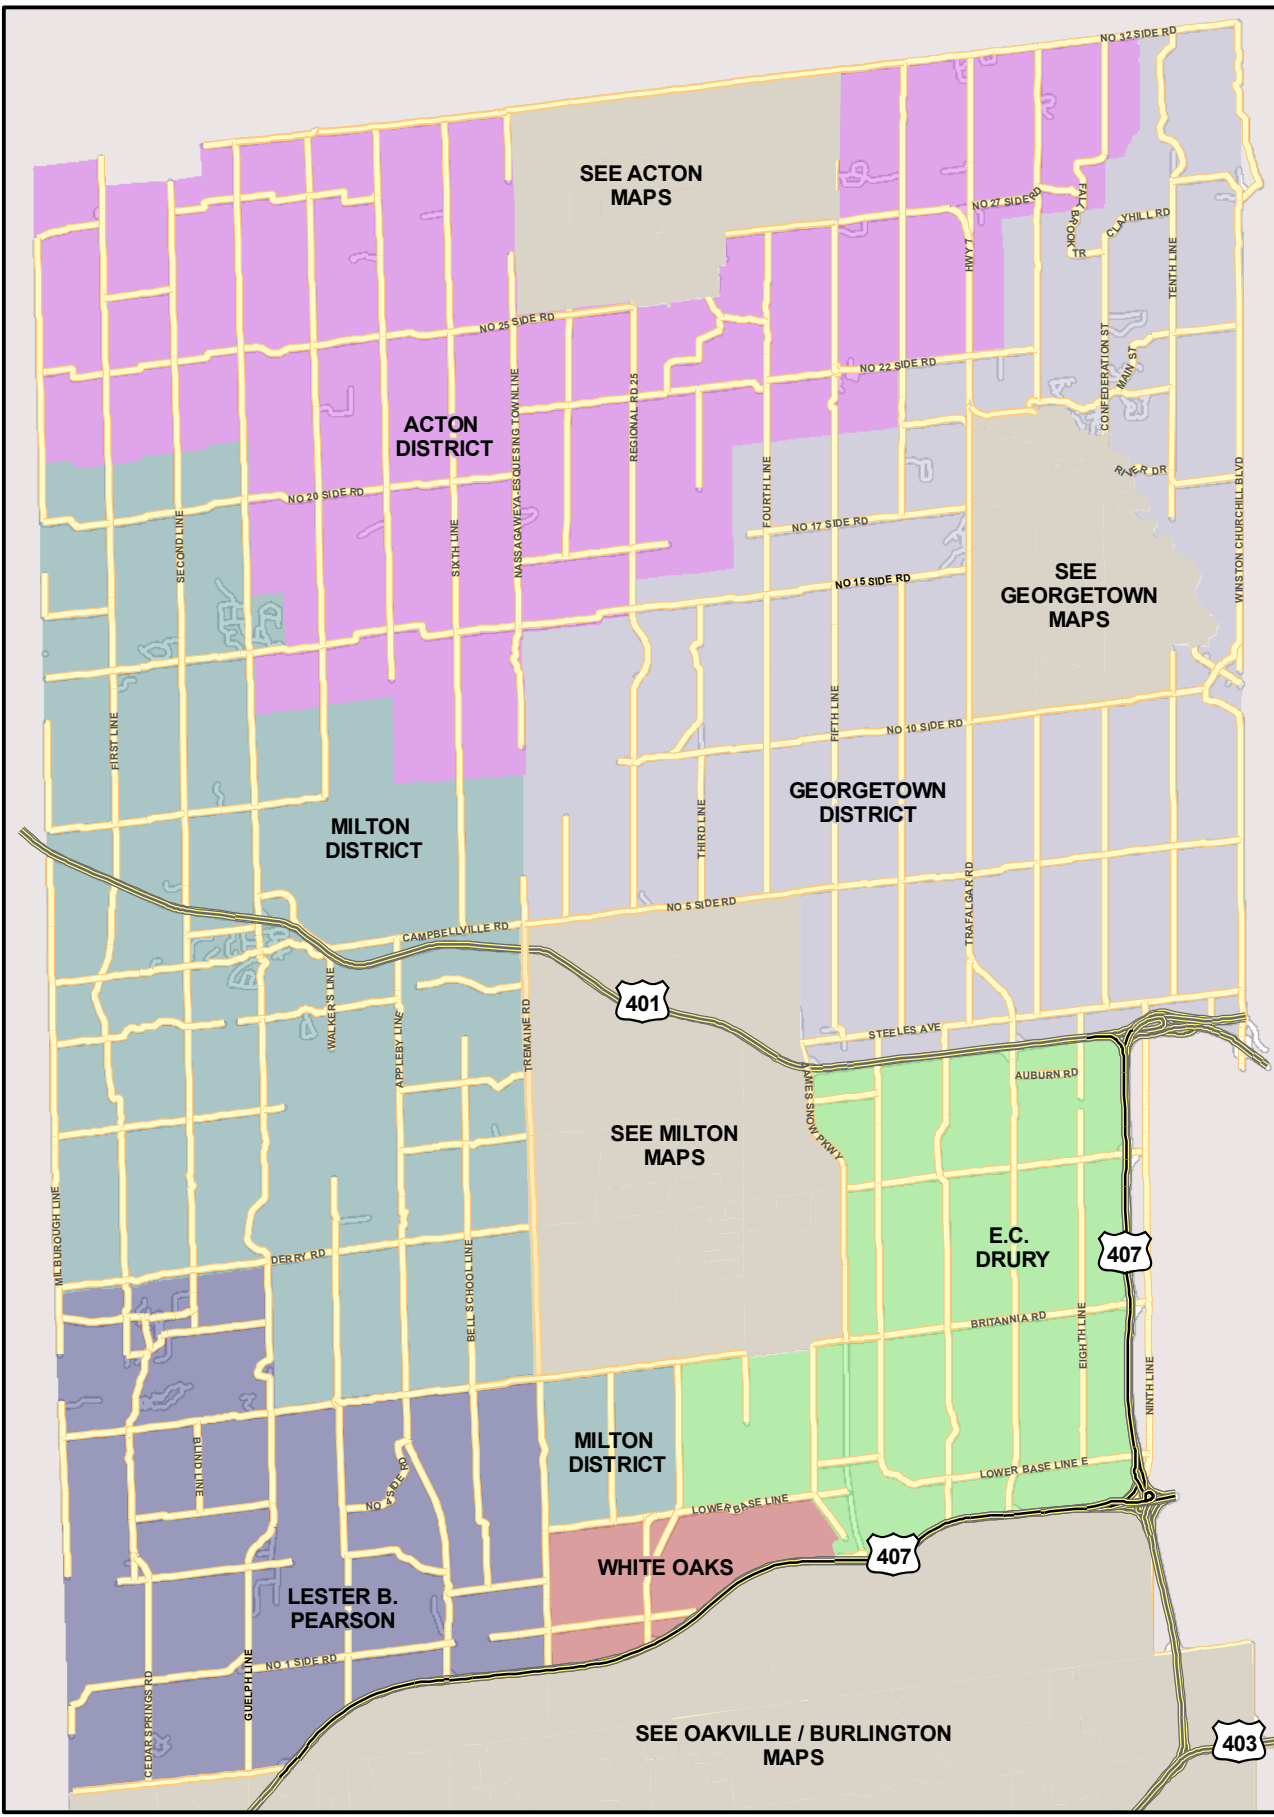 NO 32 SIDE RD
SEE ACTON
MAPS
NO 27 SIDE RD
FALLBROOK
TR
CLAYHILL RD
HWY 7
TENTH LINE
NO 25 SIDE RD
NO 22 SIDE RD
CONFEDERATION ST
MAIN ST
REGIONAL RD 25
NASSAGAWEYA-ESQUESING TOWNLINE
ACTON
DISTRICT
RIVER DR
NO 20 SIDE RD
FOURTH LINE
NO 17 SIDE RD
SECOND LINE
SIXTH LINE
WINSTON CHURCHILL BLVD
NO 15 SIDE RD
SEE
GEORGETOWN
MAPS
FIRST LINE
FIFTH LINE
NO 10 SIDE RD
GEORGETOWN
DISTRICT
THIRD LINE
MILTON
DISTRICT
TRAFALGAR RD
NO 5 SIDE RD
CAMPBELLVILLE RD
WALKER'S LINE
401
APPLEBY LINE
TREMAINE RD
STEELES AVE
AUBURN RD
JAMES SNOW PKWY
SEE MILTON
MAPS
MILBUROUGH LINE
DERRY RD
BELL SCHOOL LINE
E.C.
DRURY
407
BRITANNIA RD
EIGHTH LINE
NINTH LINE
BLIND LINE
MILTON
DISTRICT
NO 4 SIDE RD
LOWER BASE LINE E
LOWER BASE LINE
407
WHITE OAKS
LESTER B.
PEARSON
NO 1 SIDE RD
GUELPH LINE
CEDAR SPRINGS RD
SEE OAKVILLE / BURLINGTON
MAPS
403